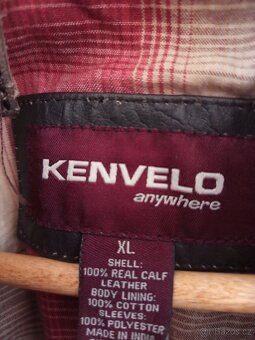 KENVELO
anywhere
XL
SHELL:
100% REAL CALF
LEATHER
BODY LINING:
100% COTTON
SLEEVES:
100% POLYESTER
MADE IN INDIA